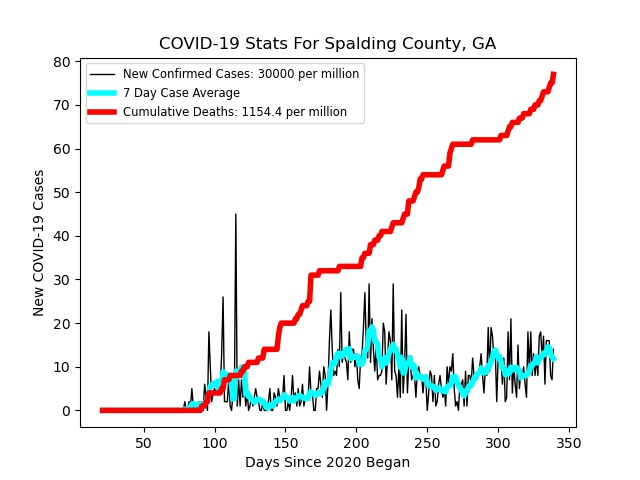 COVID-19 Stats For Spalding County, GA
New Confirmed Cases: 30000 per million
7 Day Case Average
Cumulative Deaths: 1154.4 per million
New COVID-19 Cases
80
70
60
50
40
30
20
10
0
50 100 150 200 250 300 350
Days Since 2020 Began